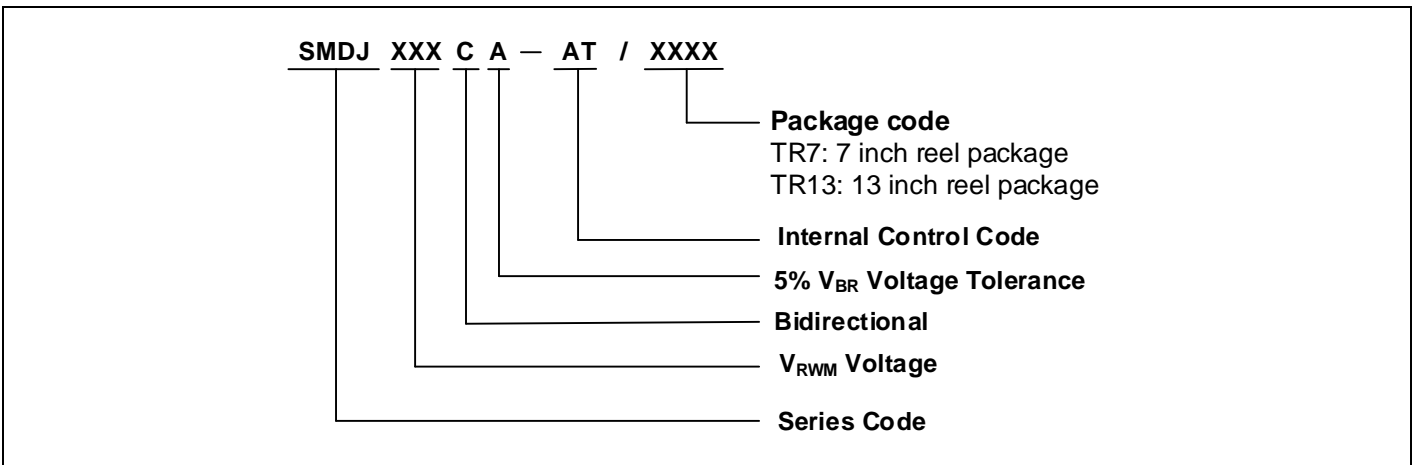 SMDJ XXX C A — AT / XXXX
Package code
TR7: 7 inch reel package
TR13: 13 inch reel package
Internal Control Code
5% VBR Voltage Tolerance
Bidirectional
VRWM Voltage
Series Code